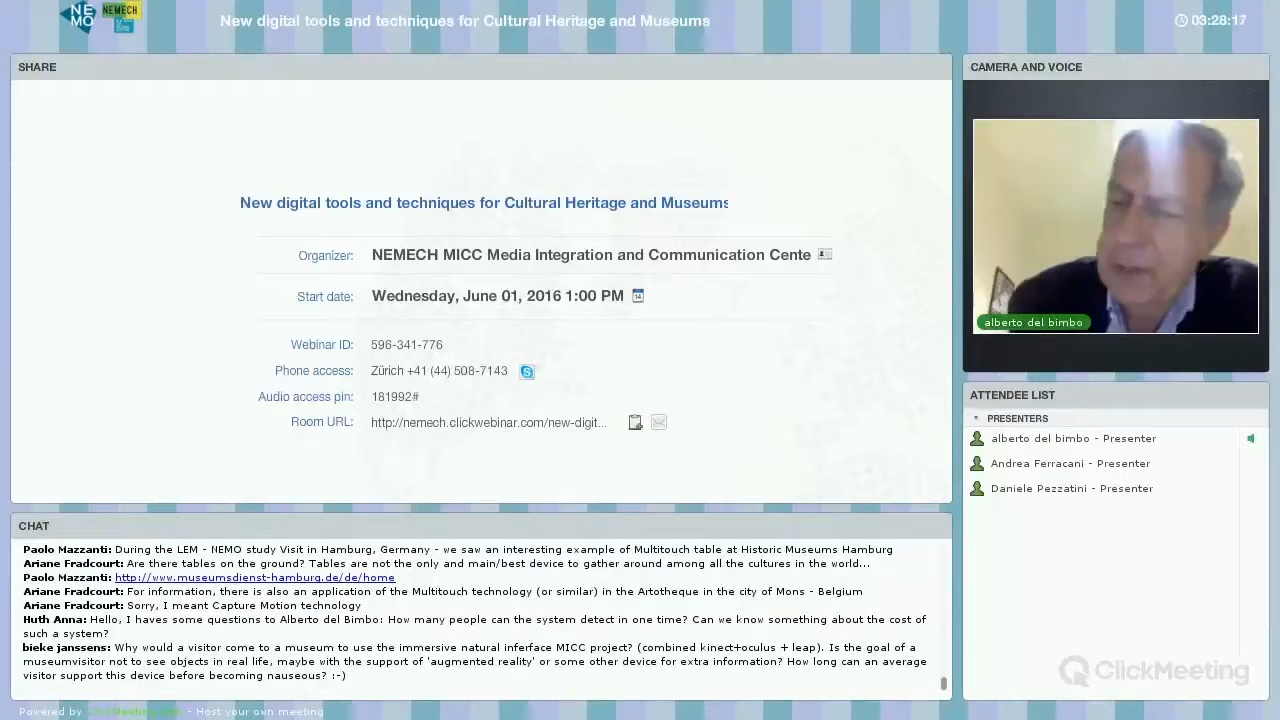 NE
MO
NEMECH
New digital tools and techniques for Cultural Heritage and Museums
03:28:17
SHARE
New digital tools and techniques for Cultural Heritage and Museums
Organizer: NEMECH MICC Media Integration and Communication Cente
Start date: Wednesday, June 01, 2016 1:00 PM
14
Webinar ID: 596-341-776
Phone access: Zürich +41 (44) 508-7143
Audio access pin: 181992#
Room URL: http://nemech.clickwebinar.com/new-digit...
CAMERA AND VOICE
alberto del bimbo
ATTENDEE LIST
PRESENTERS
alberto del bimbo - Presenter
Andrea Ferracani - Presenter
Daniele Pezzatini - Presenter
ClickMeeting
CHAT
Paolo Mazzanti: During the LEM - NEMO study Visit in Hamburg, Germany - we saw an interesting example of Multitouch table at Historic Museums Hamburg
Ariane Fradcourt: Are there tables on the ground? Tables are not the only and main/best device to gather around among all the cultures in the world...
Paolo Mazzanti: http://www.museumsdienst-hamburg.de/de/home
Ariane Fradcourt: For information, there is also an application of the Multitouch technology (or similar) in the Artotheque in the city of Mons - Belgium
Ariane Fradcourt: Sorry, I meant Capture Motion technology
Huth Anna: Hello, I haves some questions to Alberto del Bimbo: How many people can the system detect in one time? Can we know something about the cost of
such a system?
bieke janssens: Why would a visitor come to a museum to use the immersive natural inferface MICC project? (combined kinect+oculus + leap). Is the goal of a
museumvisitor not to see objects in real life, maybe with the support of 'augmented reality' or some other device for extra information? How long can an average
visitor support this device before becoming nauseous? :-)
Powered by ClickMeeting.com - Host your own meeting